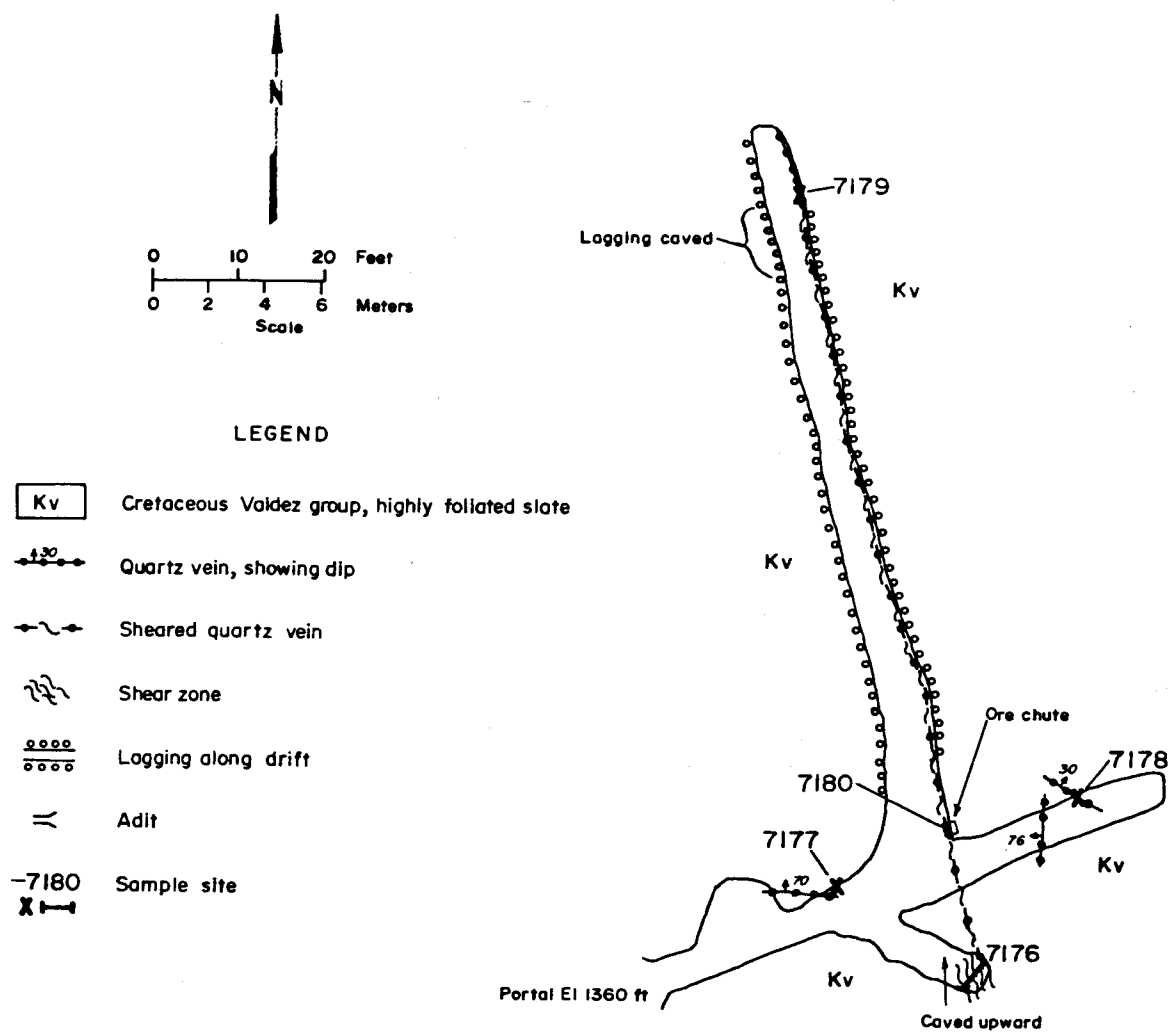 N
0 10 20 Feet
0 2 4 6 Meters
Scale
LEGEND
Kv Cretaceous Valdez group, highly foliated slate
30 Quartz vein, showing dip
Sheared quartz vein
Shear zone
Lagging along drift
Adit
-7180 Sample site
X
7179
Lagging caved
Kv
Kv
Ore chute
7180
30
7178
76
Kv
7177
70
7176
Kv
Portal El 1360 ft
Caved upward